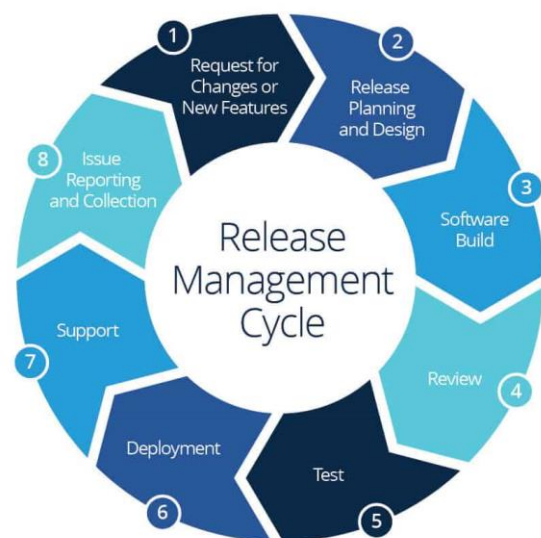 1
Request for
Changes or
New Features
2
Release
Planning
and Design
3
Software
Build
4
Review
5
Test
6
Deployment
7
Support
8
Issue
Reporting
and Collection
Release
Management
Cycle